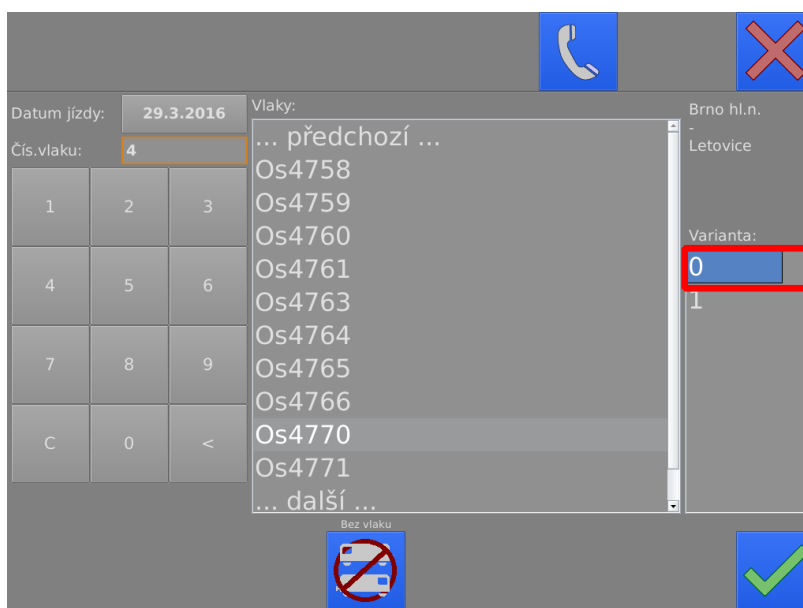 Datum jízdy: 29.3.2016
Čís.vlaku: 4
1 2 3
4 5 6
7 8 9
C 0 <
Vlaky:
... předchozí ...
Os4758
Os4759
Os4760
Os4761
Os4763
Os4764
Os4765
Os4766
Os4770
Os4771
... další ...
Brno hl.n.
-
Letovice
Varianta:
0
1
Bez vlaku